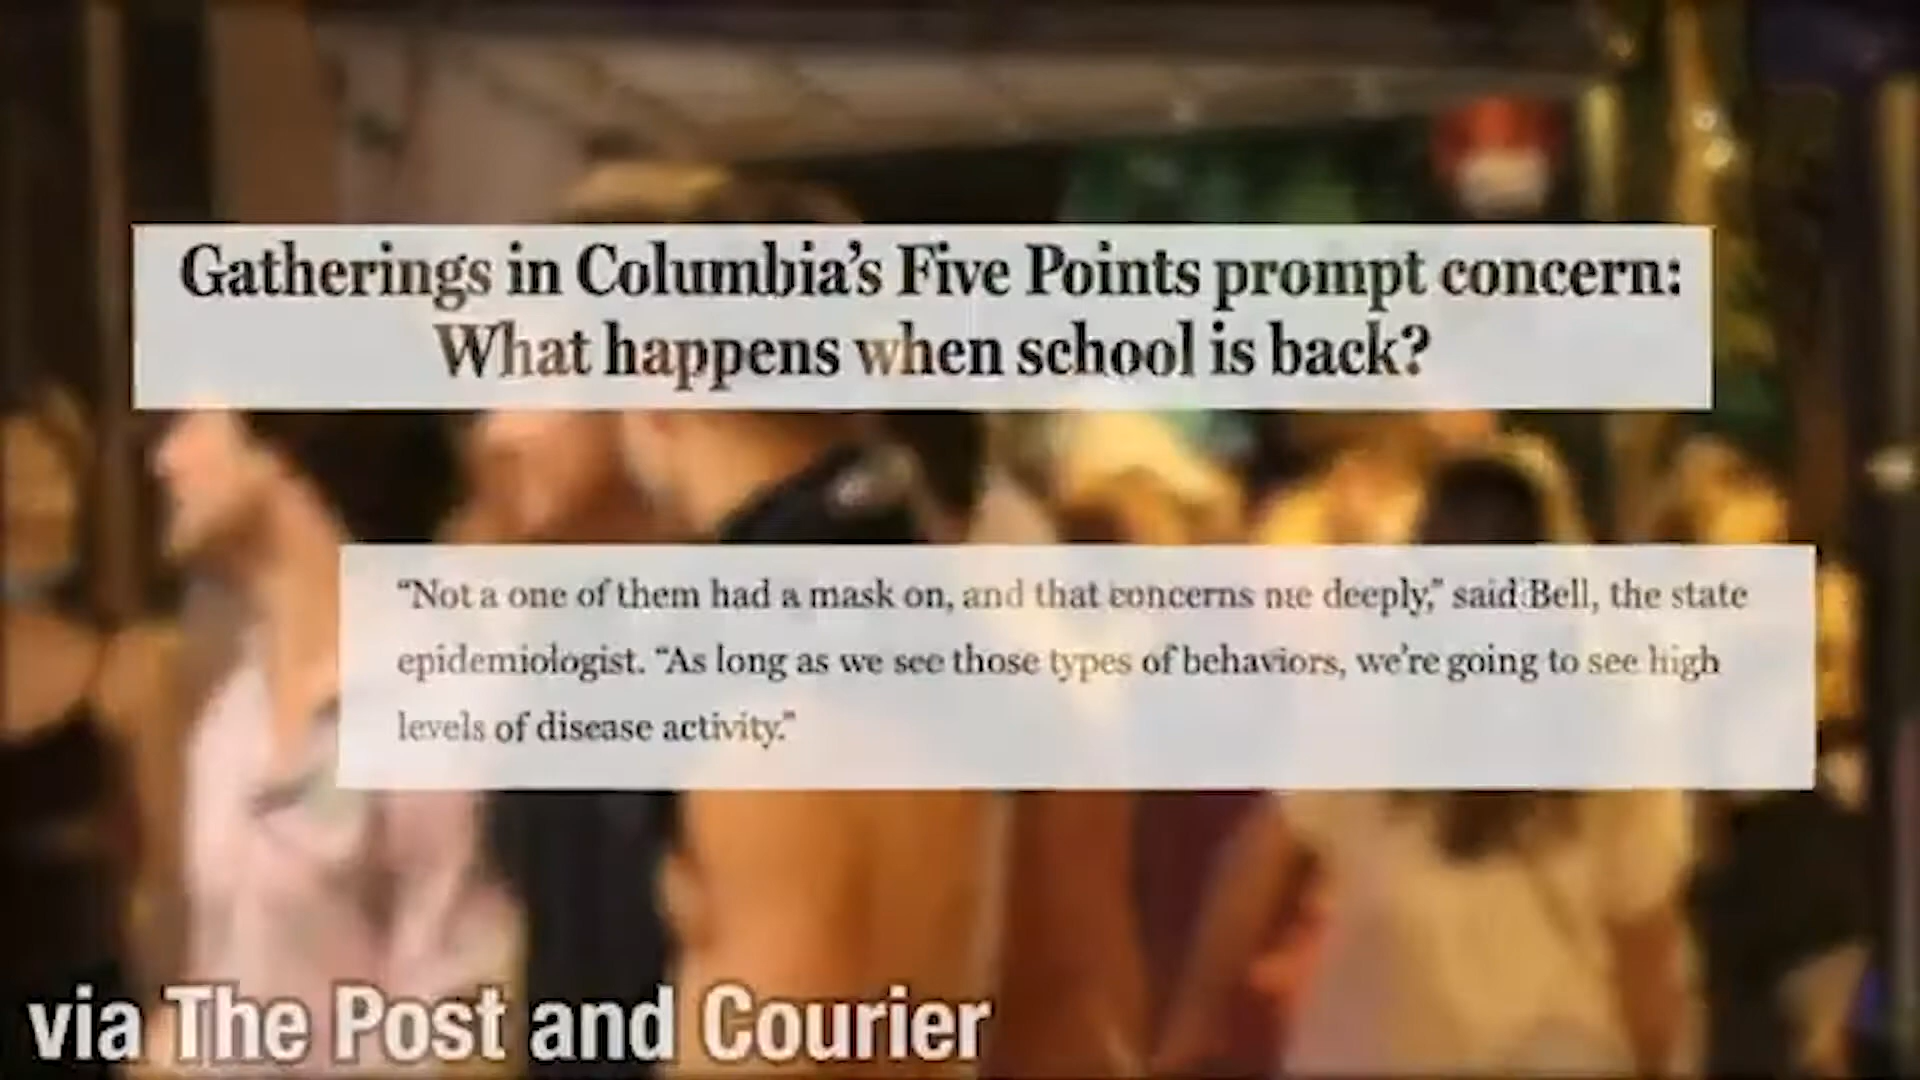 Gatherings in Columbia’s Five Points prompt concern:
What happens when school is back?
“Not a one of them had a mask on, and that concerns me deeply,” said Bell, the state
epidemiologist. “As long as we see those types of behaviors, we’re going to see high
levels of disease activity.”
via The Post and Courier